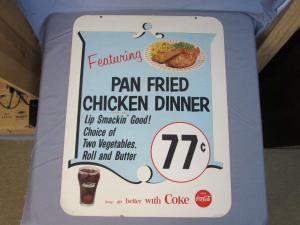 Featuring
PAN FRIED
CHICKEN DINNER
Lip Smackin' Good!
Choice of
Two Vegetables,
Roll and Butter
77¢
things go better with Coke
Coca-Cola